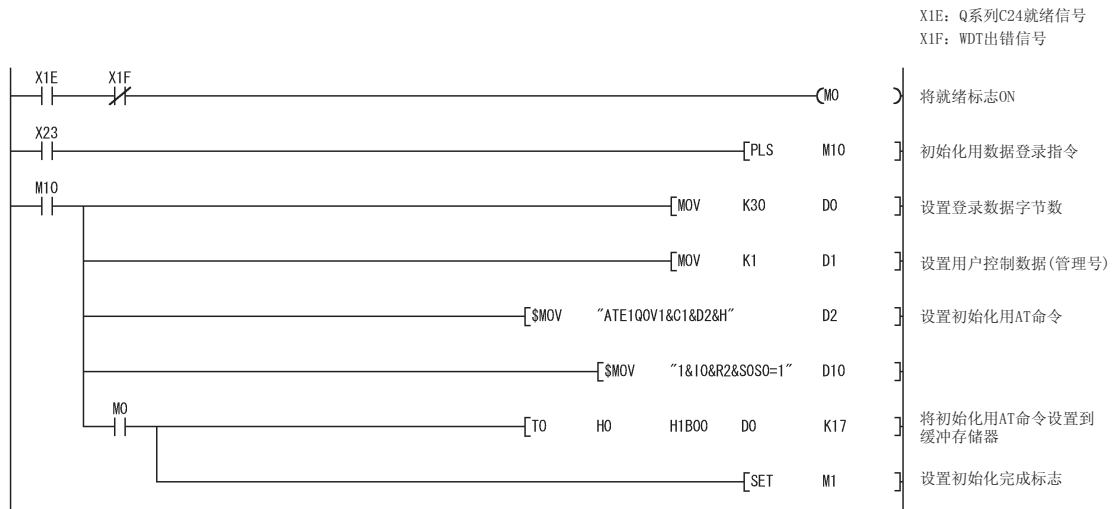 X1E: Q系列C24就绪信号
X1F: WDT出错信号
X1E X1F
(M0 ) 将就绪标志ON
X23
[PLS M10 ] 初始化用数据登录指令
M10
[MOV K30 D0 ] 设置登录数据字节数
[MOV K1 D1 ] 设置用户控制数据(管理号)
[$MOV "ATE1Q0V1&C1&D2&H" D2 ] 设置初始化用AT命令
[$MOV "1&I0&R2&S0S0=1" D10 ]
M0
[TO H0 H1B00 D0 K17 ] 将初始化用AT命令设置到
缓冲存储器
[SET M1 ] 设置初始化完成标志